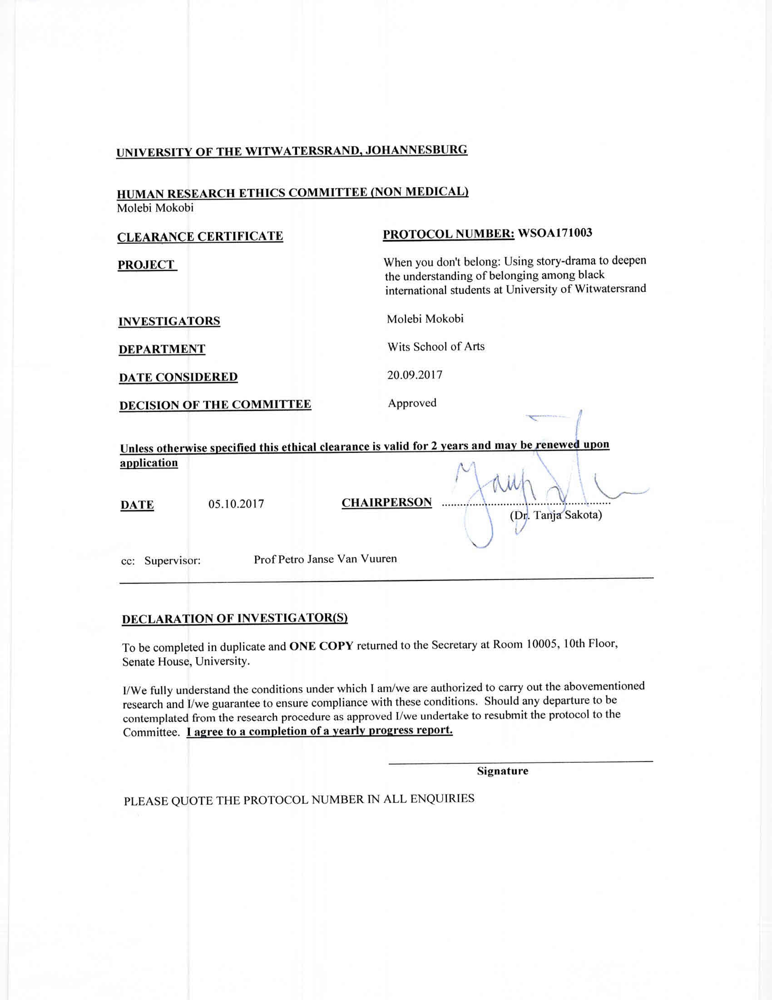 UNIVERSITY OF THE WITWATERSRAND, JOHANNESBURG
HUMAN RESEARCH ETHICS COMMITTEE (NON MEDICAL)
Molebi Mokobi
CLEARANCE CERTIFICATE PROTOCOL NUMBER: WSOA171003
PROJECT When you don't belong: Using story-drama to deepen
the understanding of belonging among black
international students at University of Witwatersrand
INVESTIGATORS Molebi Mokobi
DEPARTMENT Wits School of Arts
DATE CONSIDERED 20.09.2017
DECISION OF THE COMMITTEE Approved
Unless otherwise specified this ethical clearance is valid for 2 years and may be renewed upon
application
DATE 05.10.2017 CHAIRPERSON ........................................
(Dr. Tanja Sakota)
cc: Supervisor: Prof Petro Janse Van Vuuren
DECLARATION OF INVESTIGATOR(S)
To be completed in duplicate and ONE COPY returned to the Secretary at Room 10005, 10th Floor,
Senate House, University.
I/We fully understand the conditions under which I am/we are authorized to carry out the abovementioned
research and I/we guarantee to ensure compliance with these conditions. Should any departure to be
contemplated from the research procedure as approved I/we undertake to resubmit the protocol to the
Committee. I agree to a completion of a yearly progress report.
Signature
PLEASE QUOTE THE PROTOCOL NUMBER IN ALL ENQUIRIES